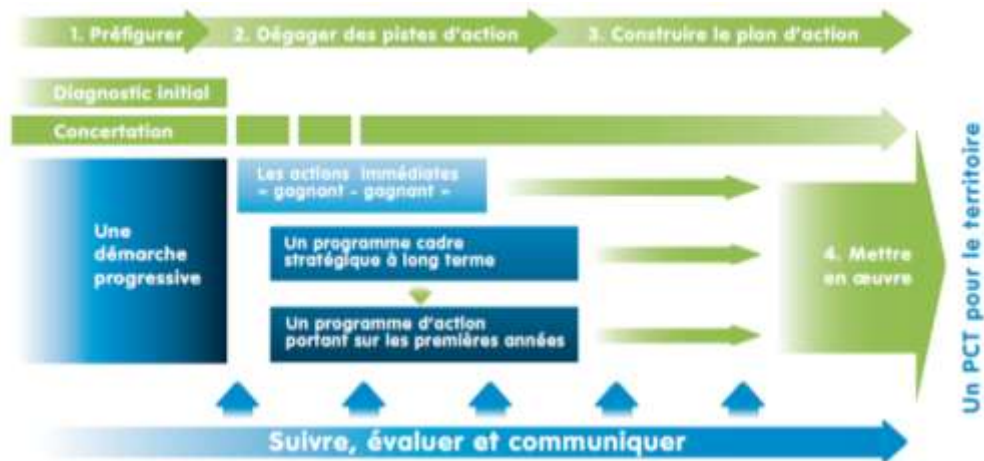 1. Préfigurer
2. Dégager des pistes d'action
3. Construire le plan d'action
Diagnostic initial
Concertation
Les actions immédiates
« gagnant - gagnant »
Une
démarche
progressive
Un programme cadre
stratégique à long terme
Un programme d'action
portant sur les premières années
4. Mettre
en œuvre
Un PCT pour le territoire
Suivre, évaluer et communiquer